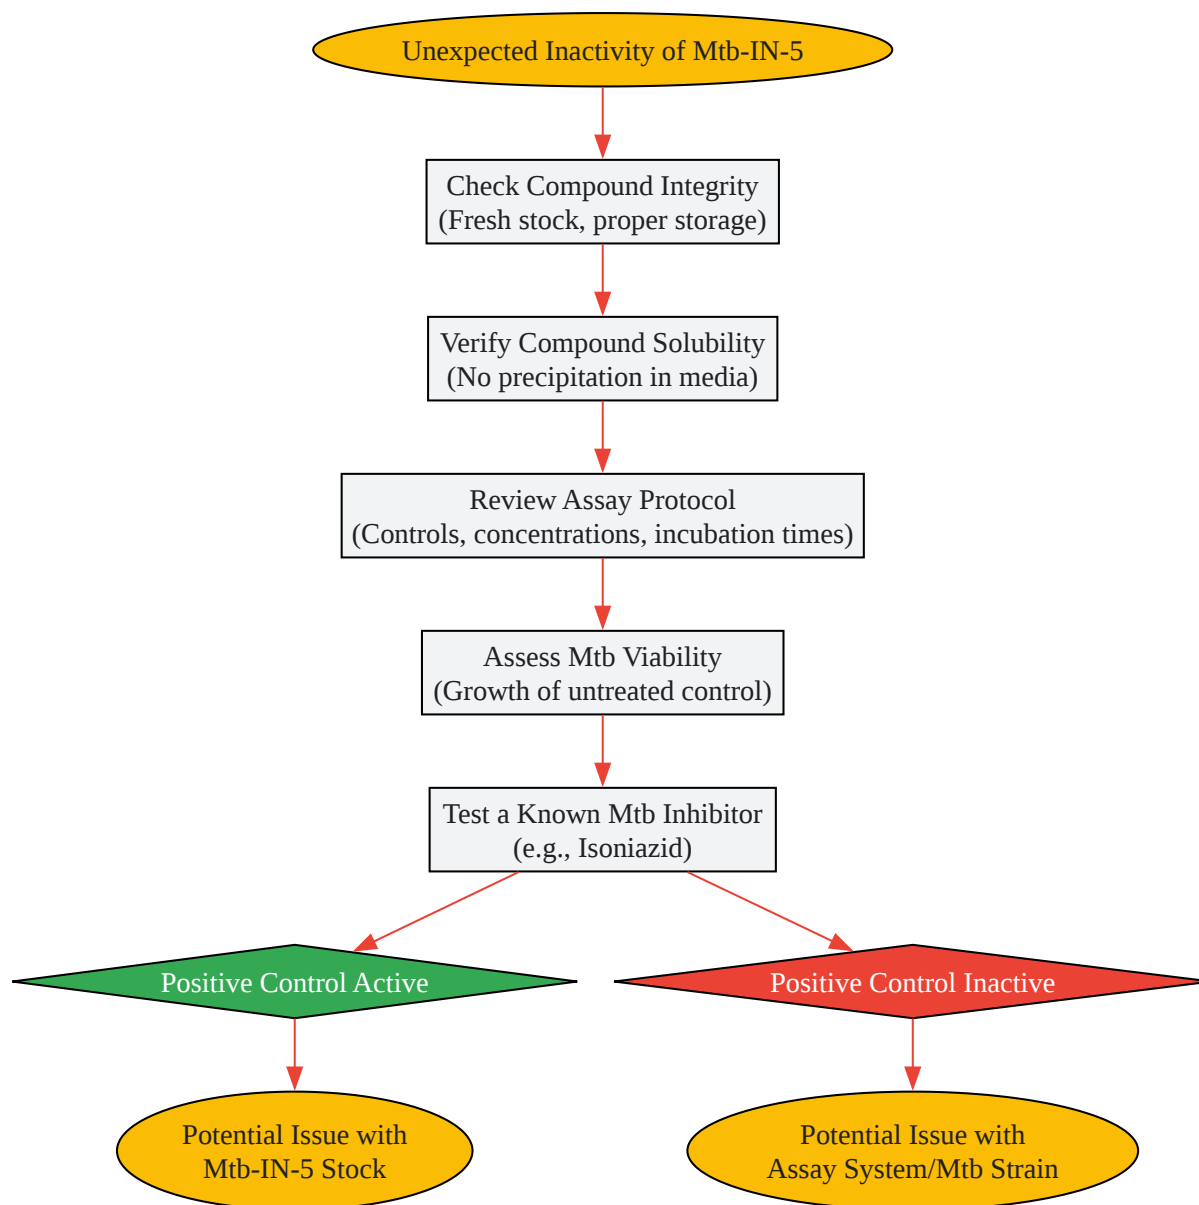 Unexpected Inactivity of Mtb-IN-5
Check Compound Integrity
(Fresh stock, proper storage)
Verify Compound Solubility
(No precipitation in media)
Review Assay Protocol
(Controls, concentrations, incubation times)
Assess Mtb Viability
(Growth of untreated control)
Test a Known Mtb Inhibitor
(e.g., Isoniazid)
Positive Control Active
Positive Control Inactive
Potential Issue with
Mtb-IN-5 Stock
Potential Issue with
Assay System/Mtb Strain